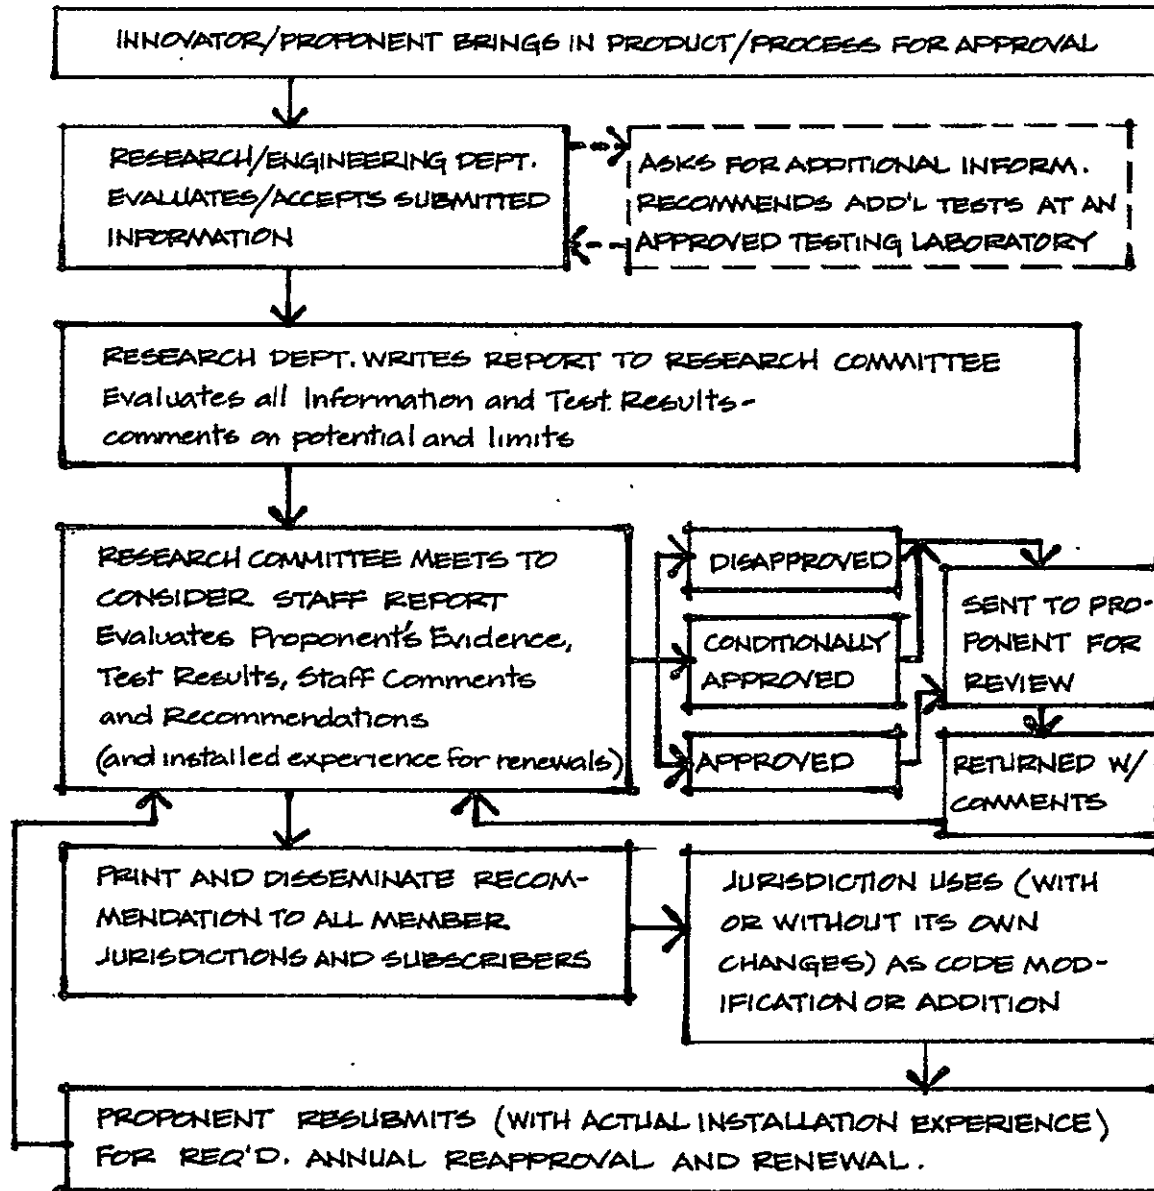 INNOVATOR/PROPONENT BRINGS IN PRODUCT/PROCESS FOR APPROVAL
RESEARCH/ENGINEERING DEPT.
EVALUATES/ACCEPTS SUBMITTED
INFORMATION
ASKS FOR ADDITIONAL INFORM.
RECOMMENDS ADD'L TESTS AT AN
APPROVED TESTING LABORATORY
RESEARCH DEPT. WRITES REPORT TO RESEARCH COMMITTEE
Evaluates all Information and Test Results-
comments on potential and limits
RESEARCH COMMITTEE MEETS TO
CONSIDER STAFF REPORT
Evaluates Proponent's Evidence,
Test Results, Staff Comments
and Recommendations
(and installed experience for renewals)
DISAPPROVED
CONDITIONALLY
APPROVED
APPROVED
SENT TO PRO-
PONENT FOR
REVIEW
RETURNED W/
COMMENTS
PRINT AND DISSEMINATE RECOM-
MENDATION TO ALL MEMBER
JURISDICTIONS AND SUBSCRIBERS
JURISDICTION USES (WITH
OR WITHOUT ITS OWN
CHANGES) AS CODE MOD-
IFICATION OR ADDITION
PROPONENT RESUBMITS (WITH ACTUAL INSTALLATION EXPERIENCE)
FOR REQ'D. ANNUAL REAPPROVAL AND RENEWAL.